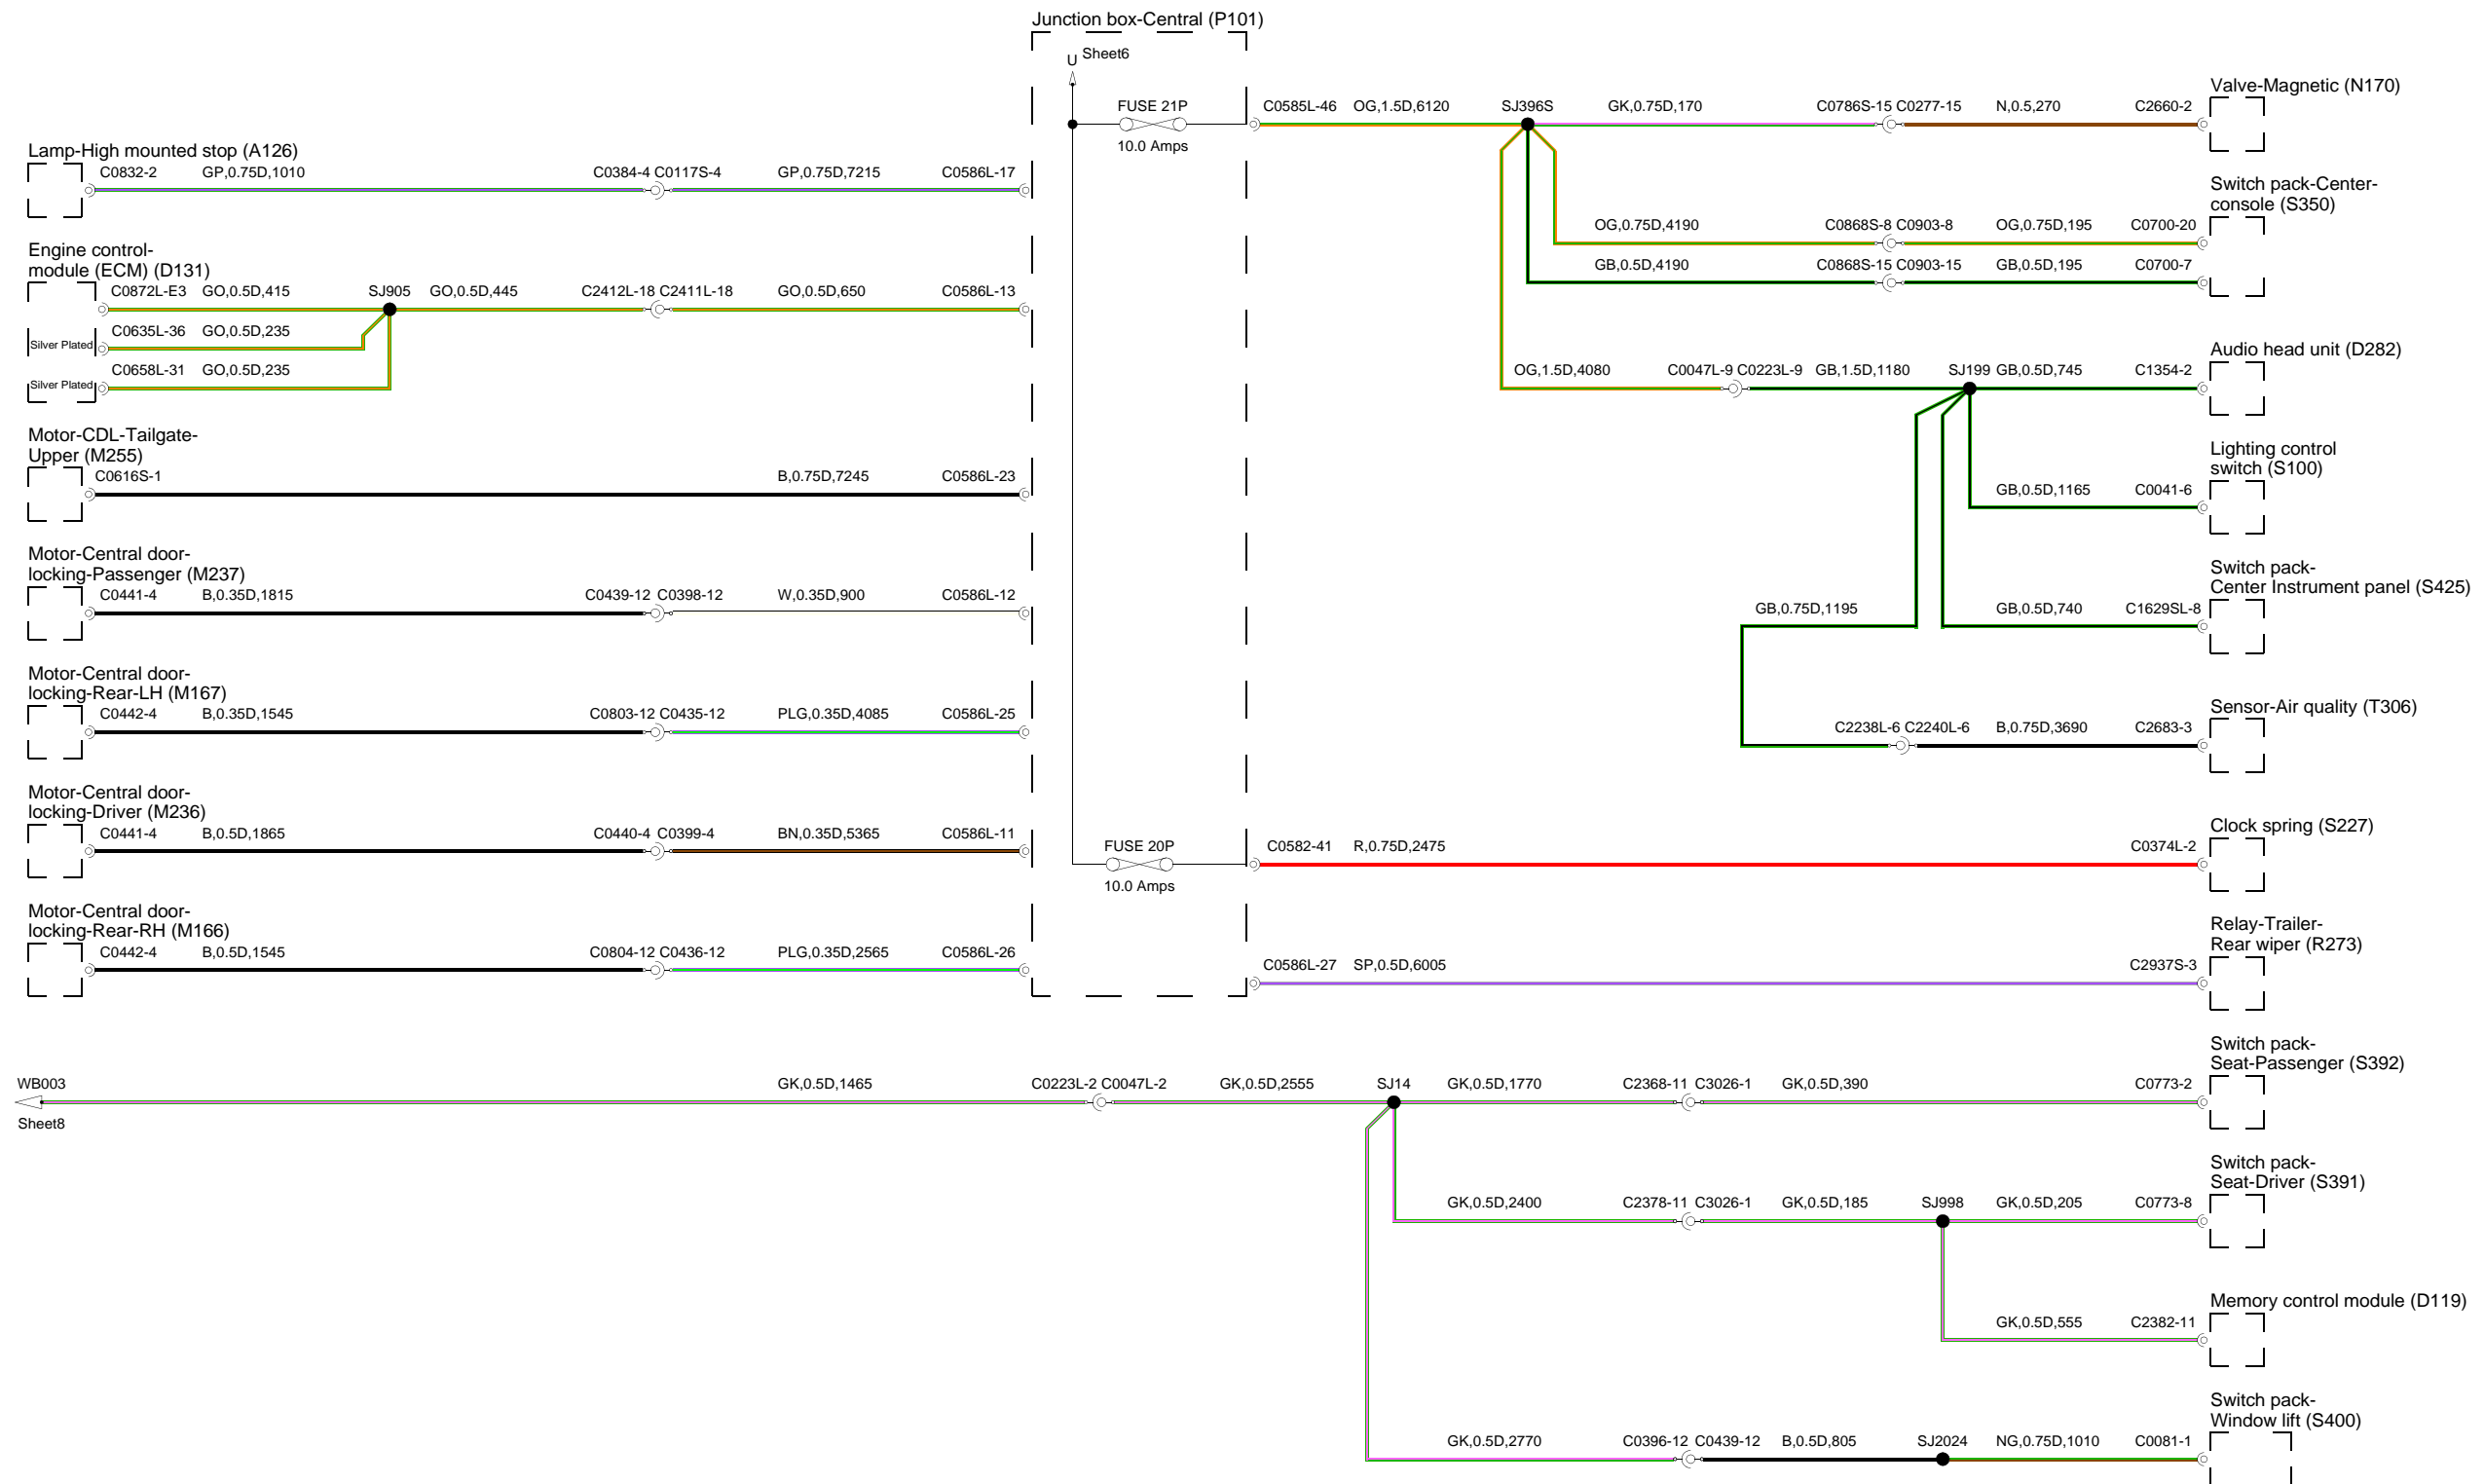 Junction box-Central (P101)
U Sheet6
FUSE 21P
10.0 Amps
FUSE 20P
10.0 Amps
Lamp-High mounted stop (A126)
C0832-2 GP,0.75D,1010 C0384-4 C0117S-4 GP,0.75D,7215 C0586L-17
Engine control-
module (ECM) (D131)
C0872L-E3 GO,0.5D,415 SJ905 GO,0.5D,445 C2412L-18 C2411L-18 GO,0.5D,650 C0586L-13
Silver Plated C0635L-36 GO,0.5D,235
Silver Plated C0658L-31 GO,0.5D,235
Motor-CDL-Tailgate-
Upper (M255)
C0616S-1 B,0.75D,7245 C0586L-23
Motor-Central door-
locking-Passenger (M237)
C0441-4 B,0.35D,1815 C0439-12 C0398-12 W,0.35D,900 C0586L-12
Motor-Central door-
locking-Rear-LH (M167)
C0442-4 B,0.35D,1545 C0803-12 C0435-12 PLG,0.35D,4085 C0586L-25
Motor-Central door-
locking-Driver (M236)
C0441-4 B,0.5D,1865 C0440-4 C0399-4 BN,0.35D,5365 C0586L-11
Motor-Central door-
locking-Rear-RH (M166)
C0442-4 B,0.5D,1545 C0804-12 C0436-12 PLG,0.35D,2565 C0586L-26
Valve-Magnetic (N170)
C0585L-46 OG,1.5D,6120 SJ396S GK,0.75D,170 C0786S-15 C0277-15 N,0.5,270 C2660-2
Switch pack-Center-
console (S350)
OG,0.75D,4190 C0868S-8 C0903-8 OG,0.75D,195 C0700-20
GB,0.5D,4190 C0868S-15 C0903-15 GB,0.5D,195 C0700-7
Audio head unit (D282)
OG,1.5D,4080 C0047L-9 C0223L-9 GB,1.5D,1180 SJ199 GB,0.5D,745 C1354-2
Lighting control
switch (S100)
GB,0.5D,1165 C0041-6
Switch pack-
Center Instrument panel (S425)
GB,0.75D,1195 GB,0.5D,740 C1629SL-8
Sensor-Air quality (T306)
C2238L-6 C2240L-6 B,0.75D,3690 C2683-3
Clock spring (S227)
C0582-41 R,0.75D,2475 C0374L-2
Relay-Trailer-
Rear wiper (R273)
C0586L-27 SP,0.5D,6005 C2937S-3
Switch pack-
Seat-Passenger (S392)
WB003 GK,0.5D,1465 C0223L-2 C0047L-2 GK,0.5D,2555 SJ14 GK,0.5D,1770 C2368-11 C3026-1 GK,0.5D,390 C0773-2
Sheet8
Switch pack-
Seat-Driver (S391)
GK,0.5D,2400 C2378-11 C3026-1 GK,0.5D,185 SJ998 GK,0.5D,205 C0773-8
Memory control module (D119)
GK,0.5D,555 C2382-11
Switch pack-
Window lift (S400)
GK,0.5D,2770 C0396-12 C0439-12 B,0.5D,805 SJ2024 NG,0.75D,1010 C0081-1